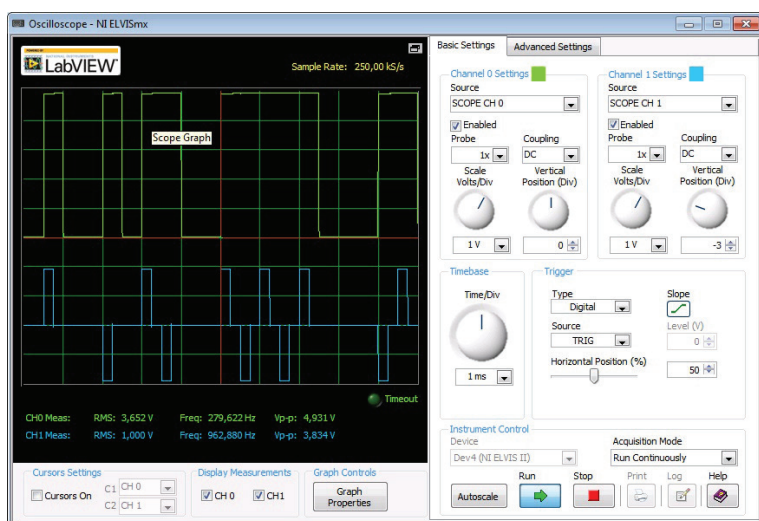 Oscilloscope - NI ELVISmx
LabVIEW
Sample Rate: 250,00 kS/s
Scope Graph
Timeout
CH0 Meas: RMS: 3,652 V Freq: 279,622 Hz Vp-p: 4,931 V
CH1 Meas: RMS: 1,000 V Freq: 962,880 Hz Vp-p: 3,834 V
Cursors Settings
Cursors On
C1 CH 0
C2 CH 1
Display Measurements
CH 0 CH1
Graph Controls
Graph
Properties
Basic Settings Advanced Settings
Channel 0 Settings
Source
SCOPE CH 0
Enabled
Probe Coupling
1x DC
Scale Vertical
Volts/Div Position (Div)
1 V 0
Channel 1 Settings
Source
SCOPE CH 1
Enabled
Probe Coupling
1x DC
Scale Vertical
Volts/Div Position (Div)
1 V -3
Timebase
Time/Div
1 ms
Trigger
Type Slope
Digital
Source Level (V)
TRIG 0
Horizontal Position (%)
50
Instrument Control
Device Acquisition Mode
Dev4 (NI ELVIS II) Run Continuously
Run Stop Print Log Help
Autoscale